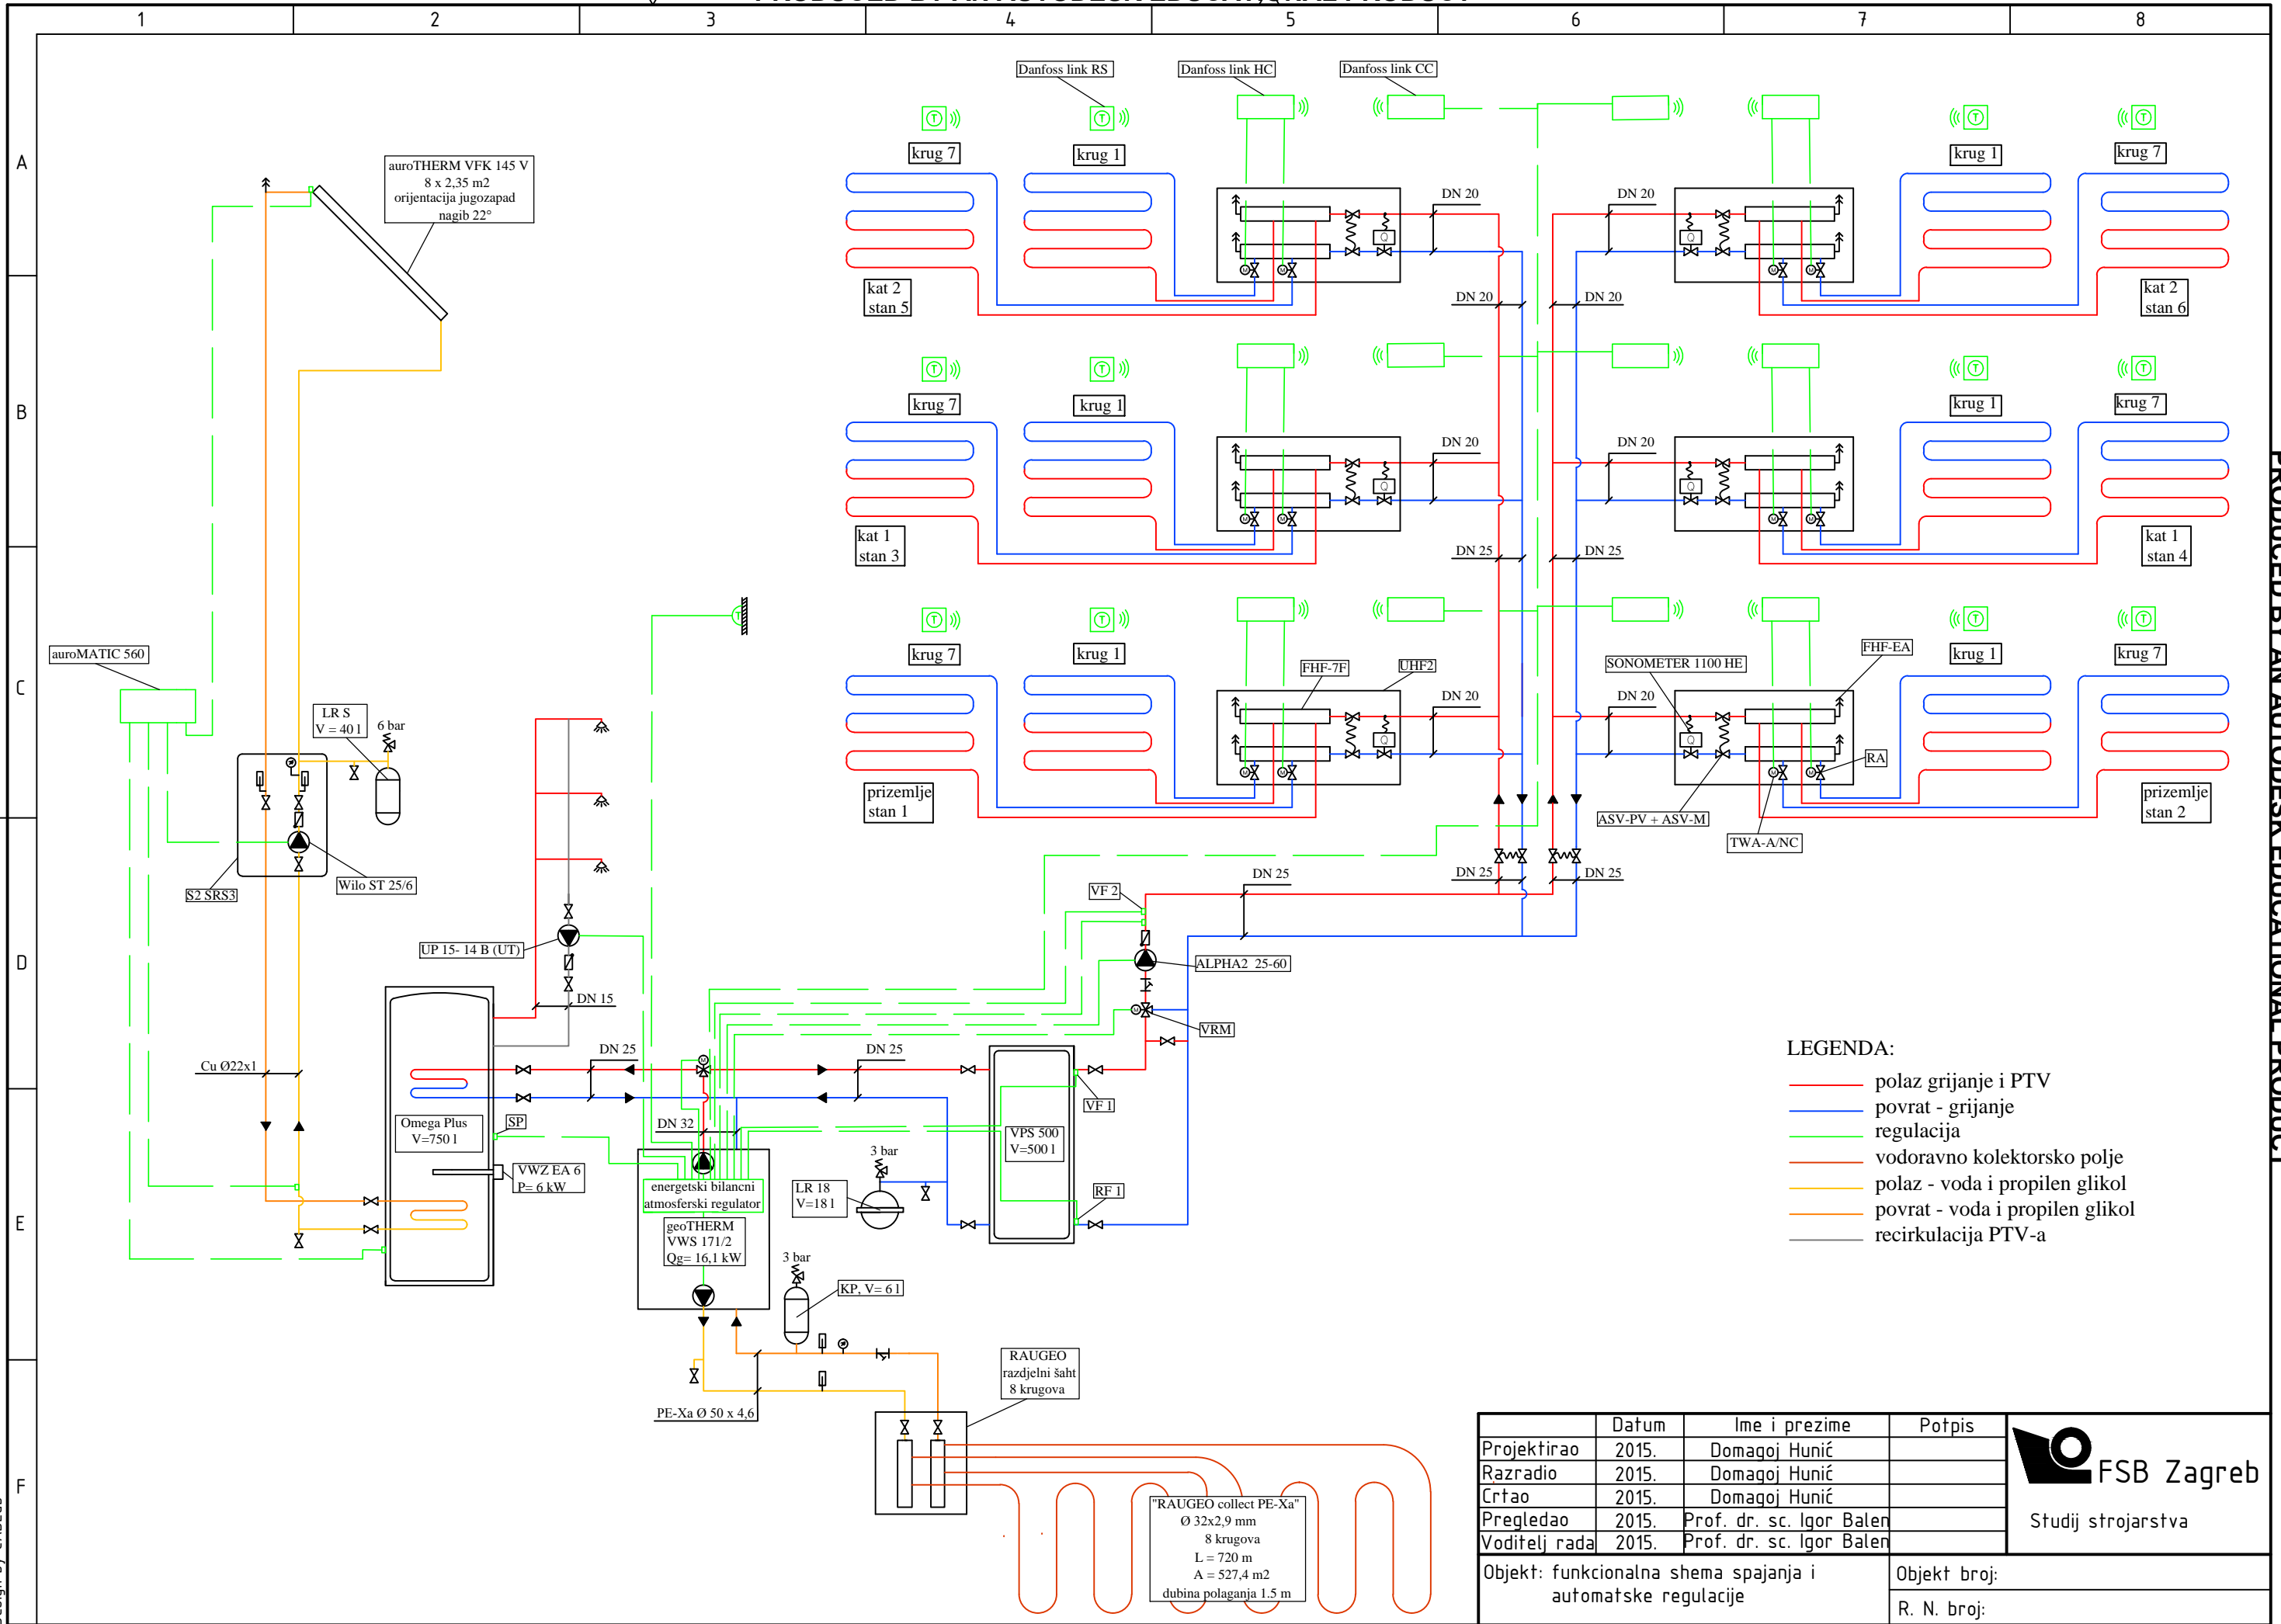 1
2
3
4
5
6
7
8
A
B
C
D
E
F
Danfoss link RS
Danfoss link HC
Danfoss link CC
auroTHERM VFK 145 V
8 x 2,35 m2
orijentacija jugozapad
nagib 22°
krug 7
krug 1
krug 1
krug 7
DN 20
DN 20
kat 2
stan 5
DN 20
DN 20
kat 2
stan 6
krug 7
krug 1
krug 1
krug 7
DN 20
DN 20
kat 1
stan 3
DN 25
DN 25
kat 1
stan 4
auroMATIC 560
krug 7
krug 1
FHF-7F
UHF2
SONOMETER 1100 HE
FHF-EA
krug 1
krug 7
DN 20
DN 20
LR S
V = 40 l
6 bar
RA
prizemlje
stan 1
prizemlje
stan 2
ASV-PV + ASV-M
TWA-A/NC
S2 SRS3
Wilo ST 25/6
DN 25
DN 25
DN 25
VF 2
UP 15- 14 B (UT)
ALPHA2 25-60
DN 15
VRM
DN 25
DN 25
Cu Ø22x1
VF 1
Omega Plus
V=750 l
SP
DN 32
VPS 500
V=500 l
VWZ EA 6
P= 6 kW
3 bar
energetski bilancni
atmosferski regulator
LR 18
V=18 l
RF 1
geoTHERM
VWS 171/2
Qg= 16,1 kW
3 bar
KP, V= 6 l
RAUGEO
razdjelni šaht
8 krugova
PE-Xa Ø 50 x 4,6
"RAUGEO collect PE-Xa"
Ø 32x2,9 mm
8 krugova
L = 720 m
A = 527,4 m2
dubina polaganja 1.5 m
LEGENDA:
polaz grijanje i PTV
povrat - grijanje
regulacija
vodoravno kolektorsko polje
polaz - voda i propilen glikol
povrat - voda i propilen glikol
recirkulacija PTV-a
Datum Ime i prezime Potpis
Projektirao 2015. Domagoj Hunić
Razradio 2015. Domagoj Hunić
Crtao 2015. Domagoj Hunić
Pregledao 2015. Prof. dr. sc. Igor Balen
Voditelj rada 2015. Prof. dr. sc. Igor Balen
FSB Zagreb
Studij strojarstva
Objekt: funkcionalna shema spajanja i
automatske regulacije
Objekt broj:
R. N. broj:
PRODUCED BY AN AUTODESK EDUCATIONAL PRODUCT